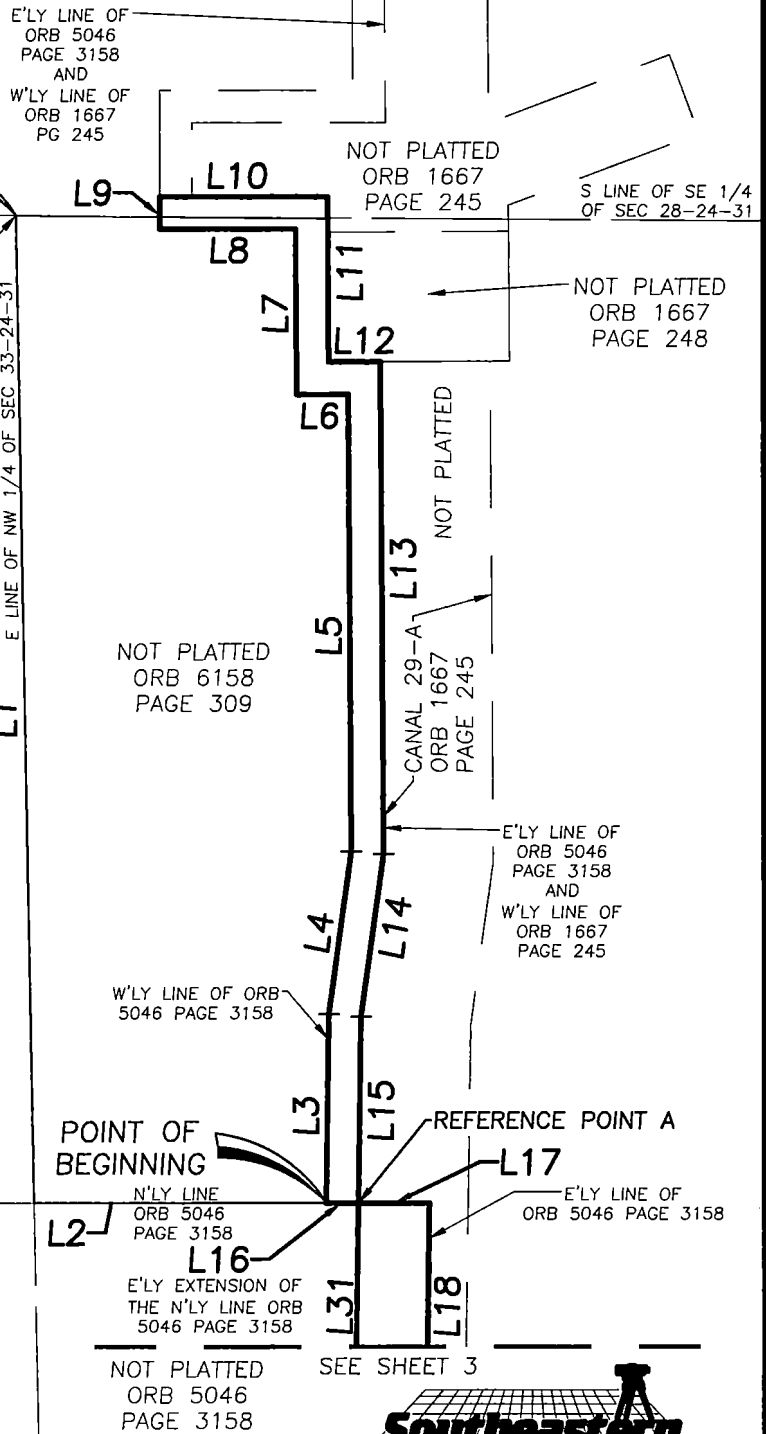 E'LY LINE OF
ORB 5046
PAGE 3158
AND
W'LY LINE OF
ORB 1667
PG 245
NOT PLATTED
ORB 1667
PAGE 245
L10
L9
S LINE OF SE 1/4
OF SEC 28-24-31
L8
L11
L7
NOT PLATTED
ORB 1667
PAGE 248
L12
L6
E LINE OF NW 1/4 OF SEC 33-24-31
L1
NOT PLATTED
L13
L5
NOT PLATTED
ORB 6158
PAGE 309
CANAL 29-A
ORB 1667
PAGE 245
E'LY LINE OF
ORB 5046
PAGE 3158
AND
W'LY LINE OF
ORB 1667
PAGE 245
L4
L14
W'LY LINE OF ORB
5046 PAGE 3158
L3
L15
REFERENCE POINT A
POINT OF
BEGINNING
L17
N'LY LINE
ORB 5046
PAGE 3158
E'LY LINE OF
ORB 5046 PAGE 3158
L2
L16
E'LY EXTENSION OF
THE N'LY LINE ORB
5046 PAGE 3158
L31
L18
SEE SHEET 3
NOT PLATTED
ORB 5046
PAGE 3158
Southeastern